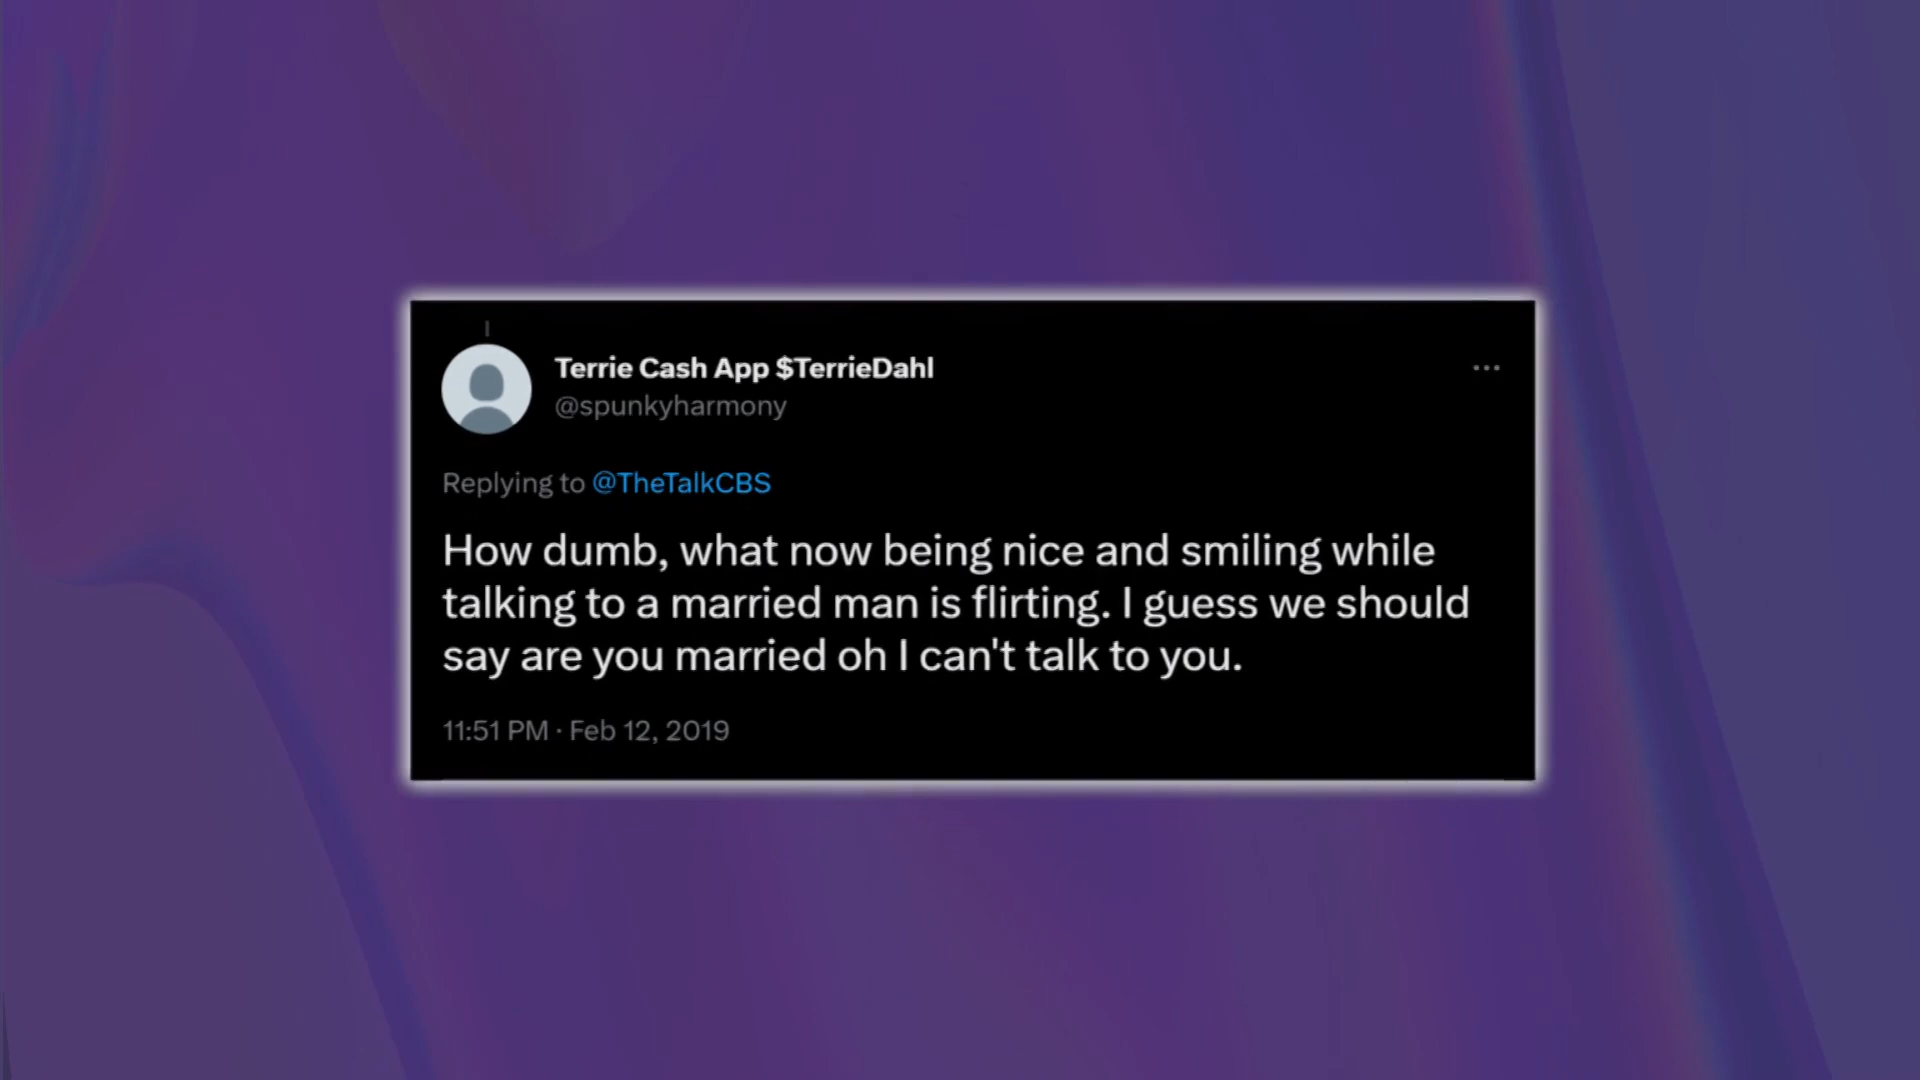 Terrie Cash App $TerrieDahl
@spunkyharmony
Replying to @TheTalkCBS
How dumb, what now being nice and smiling while
talking to a married man is flirting. I guess we should
say are you married oh I can't talk to you.
11:51 PM · Feb 12, 2019